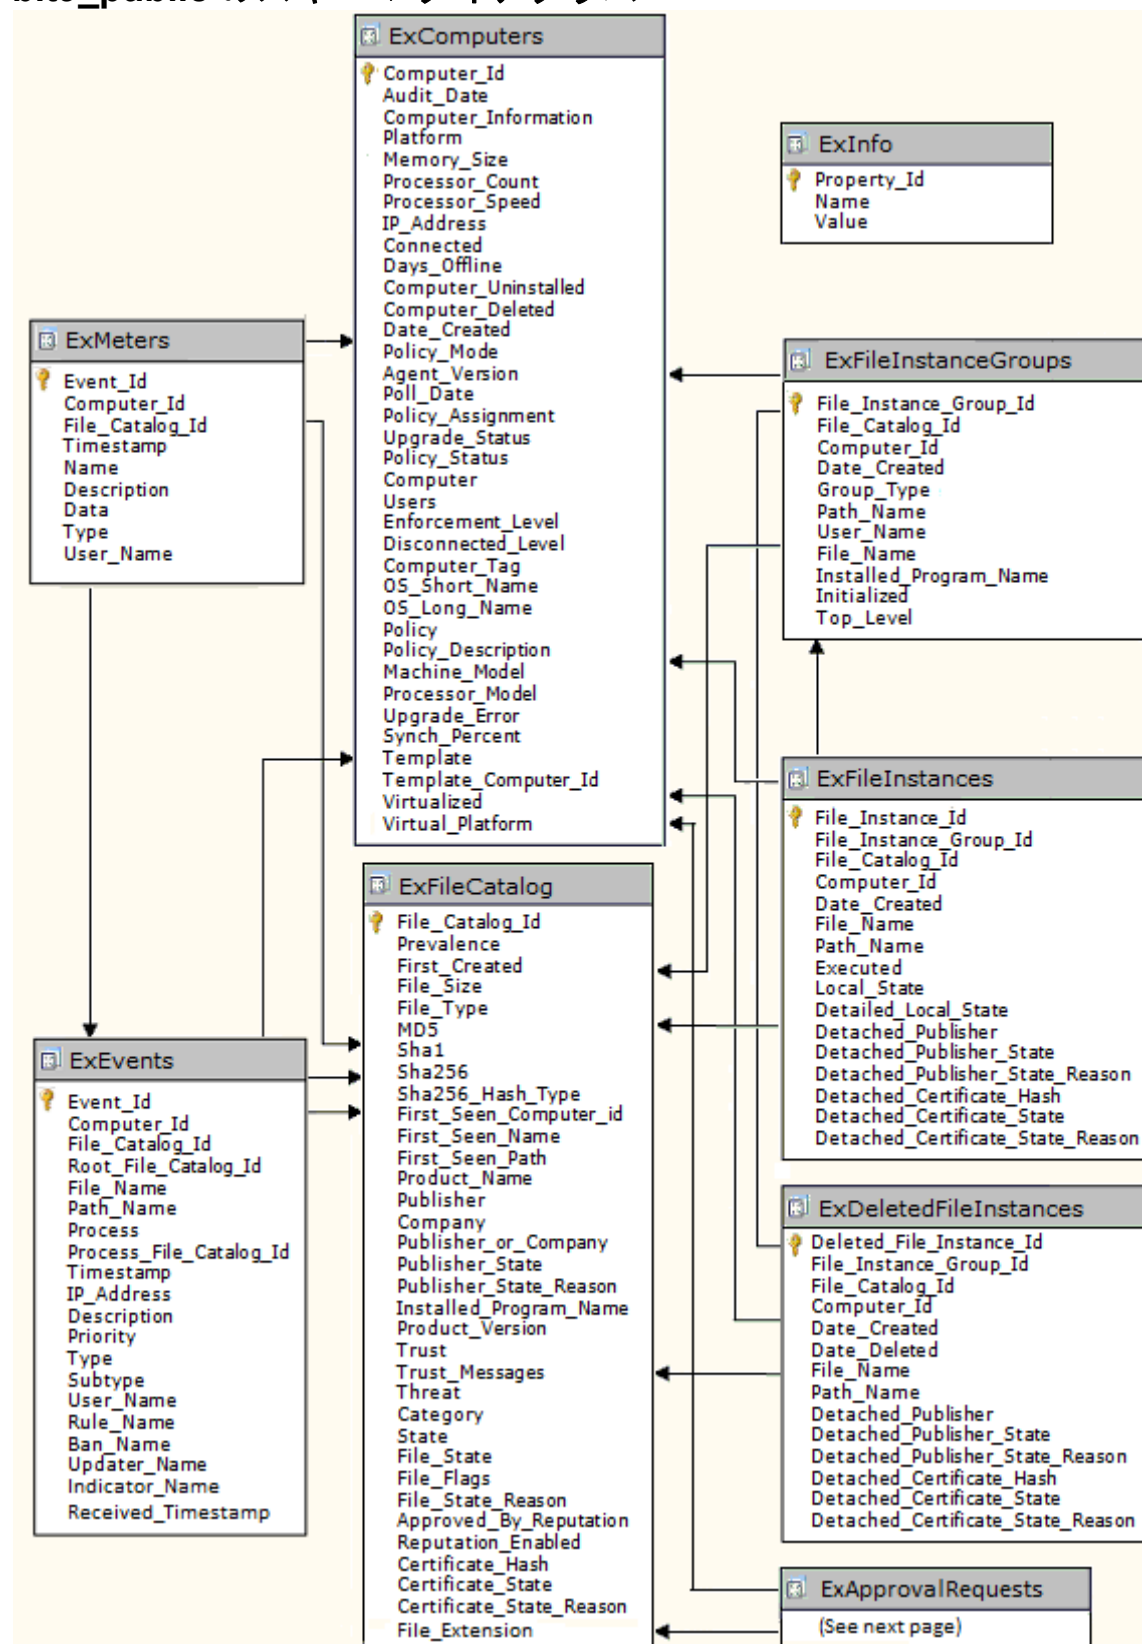 ExComputers
Computer_Id
Audit_Date
Computer_Information
Platform
Memory_Size
Processor_Count
Processor_Speed
IP_Address
Connected
Days_Offline
Computer_Uninstalled
Computer_Deleted
Date_Created
Policy_Mode
Agent_Version
Poll_Date
Policy_Assignment
Upgrade_Status
Policy_Status
Computer
Users
Enforcement_Level
Disconnected_Level
Computer_Tag
OS_Short_Name
OS_Long_Name
Policy
Policy_Description
Machine_Model
Processor_Model
Upgrade_Error
Synch_Percent
Template
Template_Computer_Id
Virtualized
Virtual_Platform
ExInfo
Property_Id
Name
Value
ExMeters
Event_Id
Computer_Id
File_Catalog_Id
Timestamp
Name
Description
Data
Type
User_Name
ExFileInstanceGroups
File_Instance_Group_Id
File_Catalog_Id
Computer_Id
Date_Created
Group_Type
Path_Name
User_Name
File_Name
Installed_Program_Name
Initialized
Top_Level
ExFileInstances
File_Instance_Id
File_Instance_Group_Id
File_Catalog_Id
Computer_Id
Date_Created
File_Name
Path_Name
Executed
Local_State
Detailed_Local_State
Detached_Publisher
Detached_Publisher_State
Detached_Publisher_State_Reason
Detached_Certificate_Hash
Detached_Certificate_State
Detached_Certificate_State_Reason
ExFileCatalog
File_Catalog_Id
Prevalence
First_Created
File_Size
File_Type
MD5
Sha1
Sha256
Sha256_Hash_Type
First_Seen_Computer_id
First_Seen_Name
First_Seen_Path
Product_Name
Publisher
Company
Publisher_or_Company
Publisher_State
Publisher_State_Reason
Installed_Program_Name
Product_Version
Trust
Trust_Messages
Threat
Category
State
File_State
File_Flags
File_State_Reason
Approved_By_Reputation
Reputation_Enabled
Certificate_Hash
Certificate_State
Certificate_State_Reason
File_Extension
ExEvents
Event_Id
Computer_Id
File_Catalog_Id
Root_File_Catalog_Id
File_Name
Path_Name
Process
Process_File_Catalog_Id
Timestamp
IP_Address
Description
Priority
Type
Subtype
User_Name
Rule_Name
Ban_Name
Updater_Name
Indicator_Name
Received_Timestamp
ExDeletedFileInstances
Deleted_File_Instance_Id
File_Instance_Group_Id
File_Catalog_Id
Computer_Id
Date_Created
Date_Deleted
File_Name
Path_Name
Detached_Publisher
Detached_Publisher_State
Detached_Publisher_State_Reason
Detached_Certificate_Hash
Detached_Certificate_State
Detached_Certificate_State_Reason
ExApprovalRequests
(See next page)